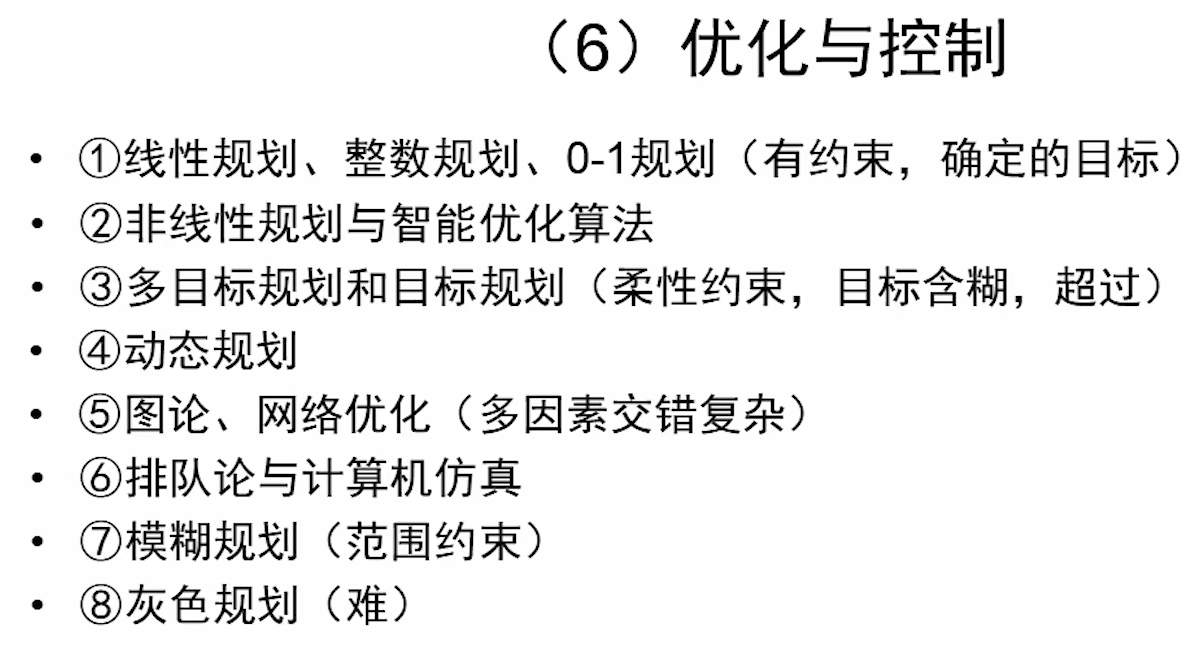 （6）优化与控制
• ①线性规划、整数规划、0-1规划（有约束，确定的目标）
• ②非线性规划与智能优化算法
• ③多目标规划和目标规划（柔性约束，目标含糊，超过）
• ④动态规划
• ⑤图论、网络优化（多因素交错复杂）
• ⑥排队论与计算机仿真
• ⑦模糊规划（范围约束）
• ⑧灰色规划（难）